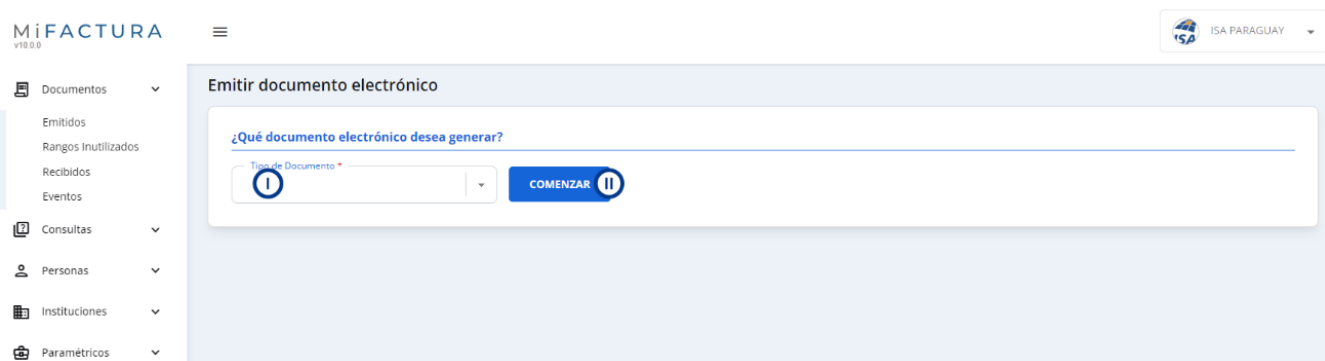 MiFACTURA
v10.0.0
ISA
ISA PARAGUAY
Documentos
Emitidos
Rangos Inutilizados
Recibidos
Eventos
Consultas
Personas
Instituciones
Paramétricos
Emitir documento electrónico
¿Qué documento electrónico desea generar?
Tipo de Documento *
I
COMENZAR
II